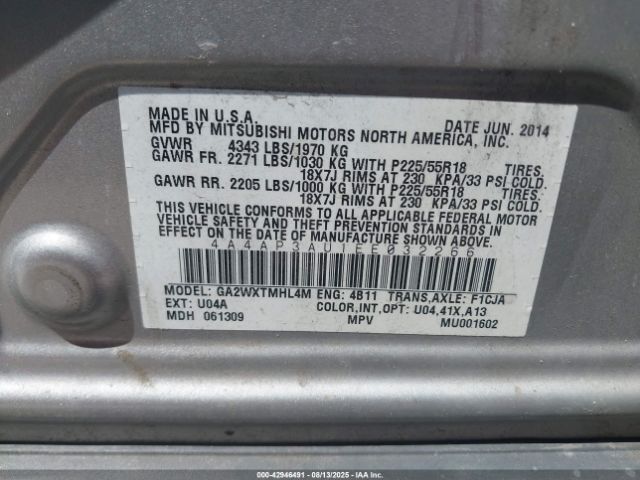 MADE IN U.S.A. DATE JUN. 2014
MFD BY MITSUBISHI MOTORS NORTH AMERICA, INC.
GVWR 4343 LBS/1970 KG
GAWR FR. 2271 LBS/1030 KG WITH P225/55R18 TIRES.
18X7J RIMS AT 230 KPA/33 PSI COLD.
GAWR RR. 2205 LBS/1000 KG WITH P225/55R18 TIRES.
18X7J RIMS AT 230 KPA/33 PSI COLD.
THIS VEHICLE CONFORMS TO ALL APPLICABLE FEDERAL MOTOR
VEHICLE SAFETY AND THEFT PREVENTION STANDARDS IN
EFFECT ON THE DATE OF MANUFACTURE SHOWN ABOVE.
4A4AP3AU1EE032266
MODEL: GA2WXTMHL4M ENG: 4B11 TRANS,AXLE: F1CJA
EXT: U04A COLOR,INT,OPT: U04,41X,A13
MDH 061309 MPV MU001602
000-42946491 - 08/13/2025 - IAAI.COM